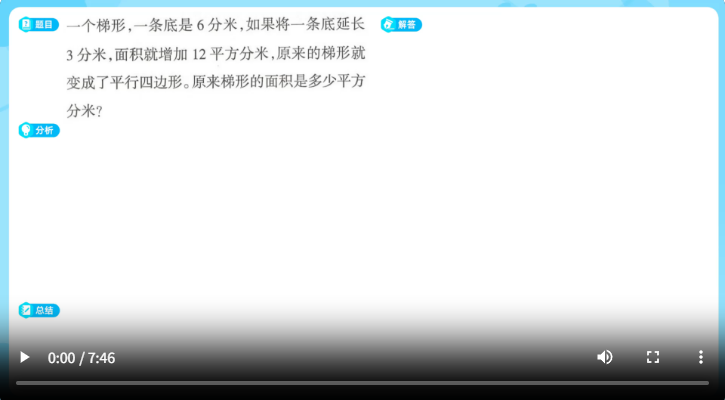 题目
一个梯形,一条底是 6 分米,如果将一条底延长
3 分米,面积就增加 12 平方分米,原来的梯形就
变成了平行四边形。原来梯形的面积是多少平方
分米?
解答
分析
总结
0:00 / 7:46